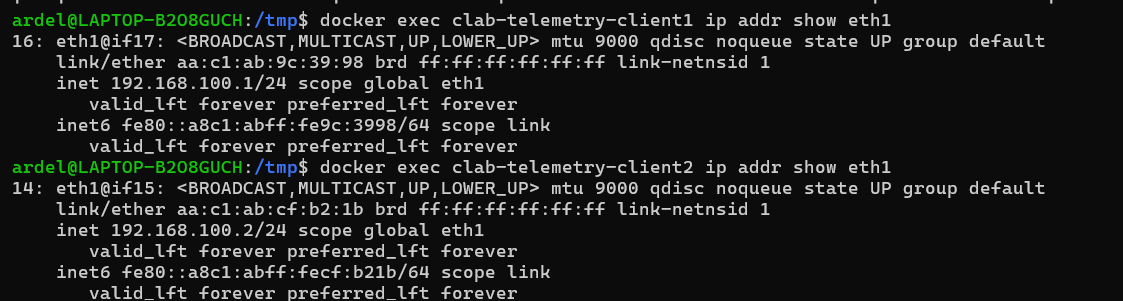 ardel@LAPTOP-B2O8GUCH:/tmp$ docker exec clab-telemetry-client1 ip addr show eth1
16: eth1@if17: <BROADCAST,MULTICAST,UP,LOWER_UP> mtu 9000 qdisc noqueue state UP group default
    link/ether aa:c1:ab:9c:39:98 brd ff:ff:ff:ff:ff:ff link-netnsid 1
    inet 192.168.100.1/24 scope global eth1
       valid_lft forever preferred_lft forever
    inet6 fe80::a8c1:abff:fe9c:3998/64 scope link
       valid_lft forever preferred_lft forever
ardel@LAPTOP-B2O8GUCH:/tmp$ docker exec clab-telemetry-client2 ip addr show eth1
14: eth1@if15: <BROADCAST,MULTICAST,UP,LOWER_UP> mtu 9000 qdisc noqueue state UP group default
    link/ether aa:c1:ab:cf:b2:1b brd ff:ff:ff:ff:ff:ff link-netnsid 1
    inet 192.168.100.2/24 scope global eth1
       valid_lft forever preferred_lft forever
    inet6 fe80::a8c1:abff:fecf:b21b/64 scope link
       valid_lft forever preferred_lft forever